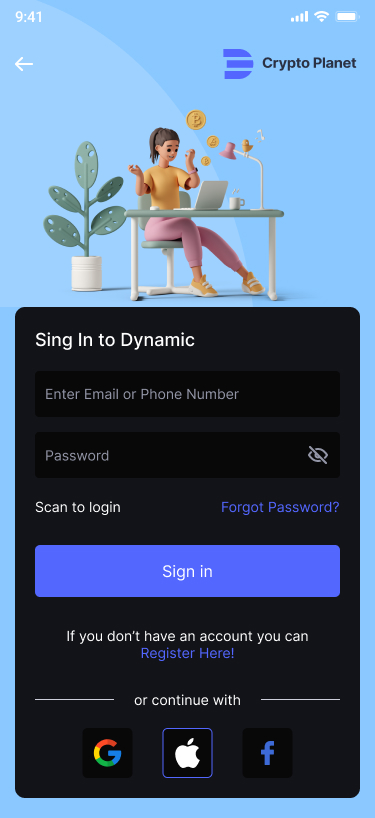 9:41
Crypto Planet
Sing In to Dynamic
Enter Email or Phone Number
Password
Scan to login
Forgot Password?
Sign in
If you don’t have an account you can
Register Here!
or continue with